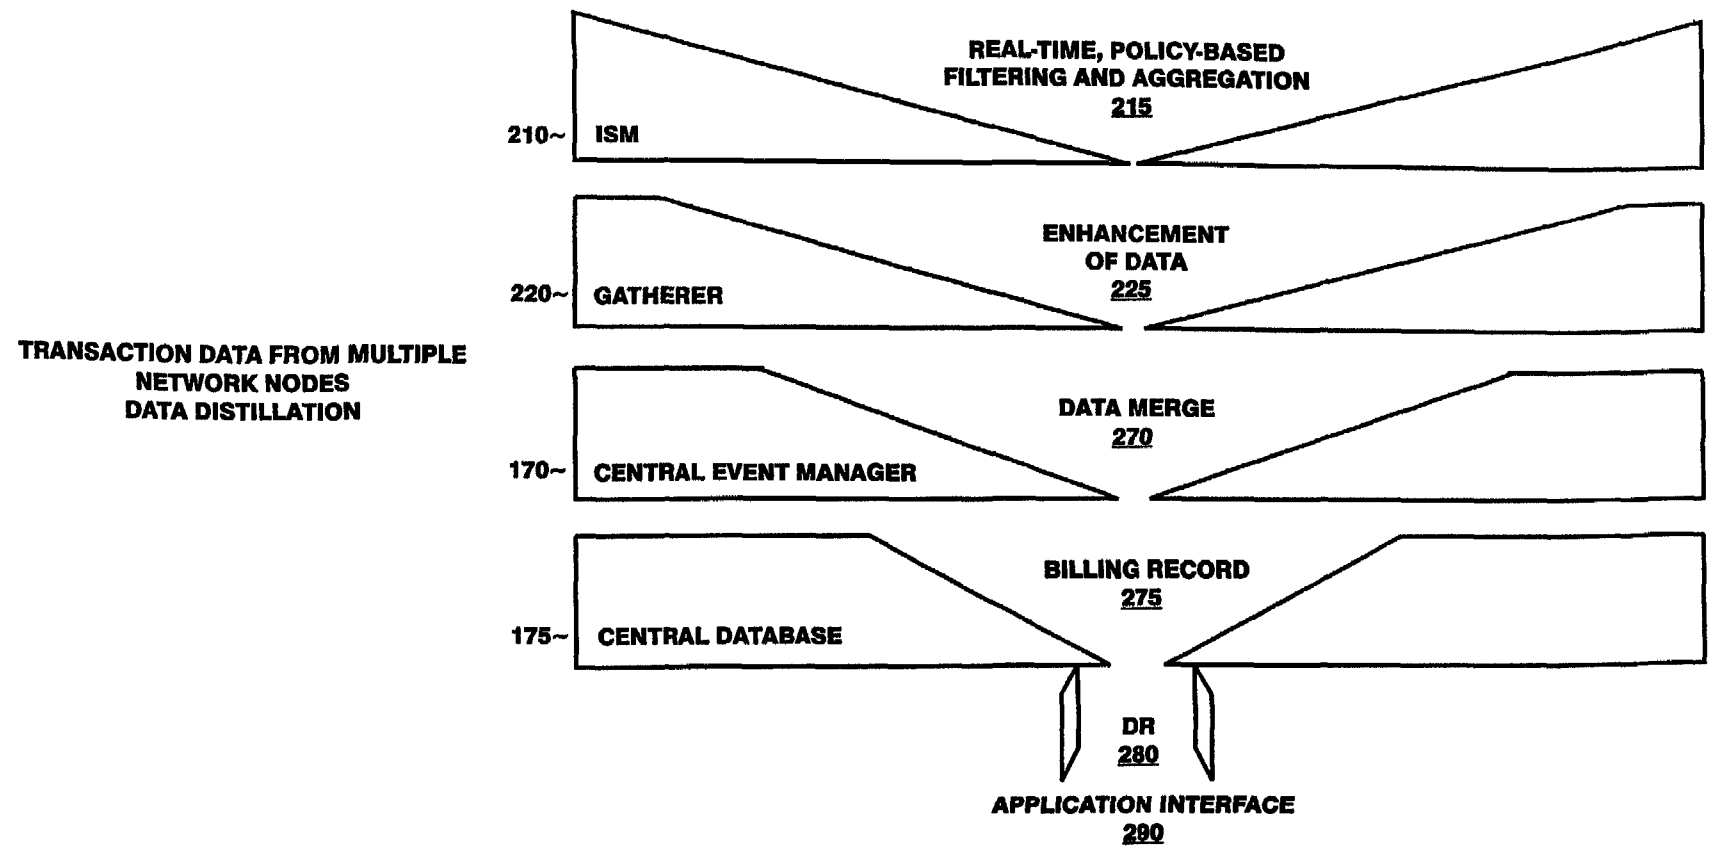 REAL-TIME, POLICY-BASED
FILTERING AND AGGREGATION
215
210~ ISM
ENHANCEMENT
OF DATA
225
220~ GATHERER
TRANSACTION DATA FROM MULTIPLE
NETWORK NODES
DATA DISTILLATION
DATA MERGE
270
170~ CENTRAL EVENT MANAGER
BILLING RECORD
275
175~ CENTRAL DATABASE
DR
280
APPLICATION INTERFACE
290